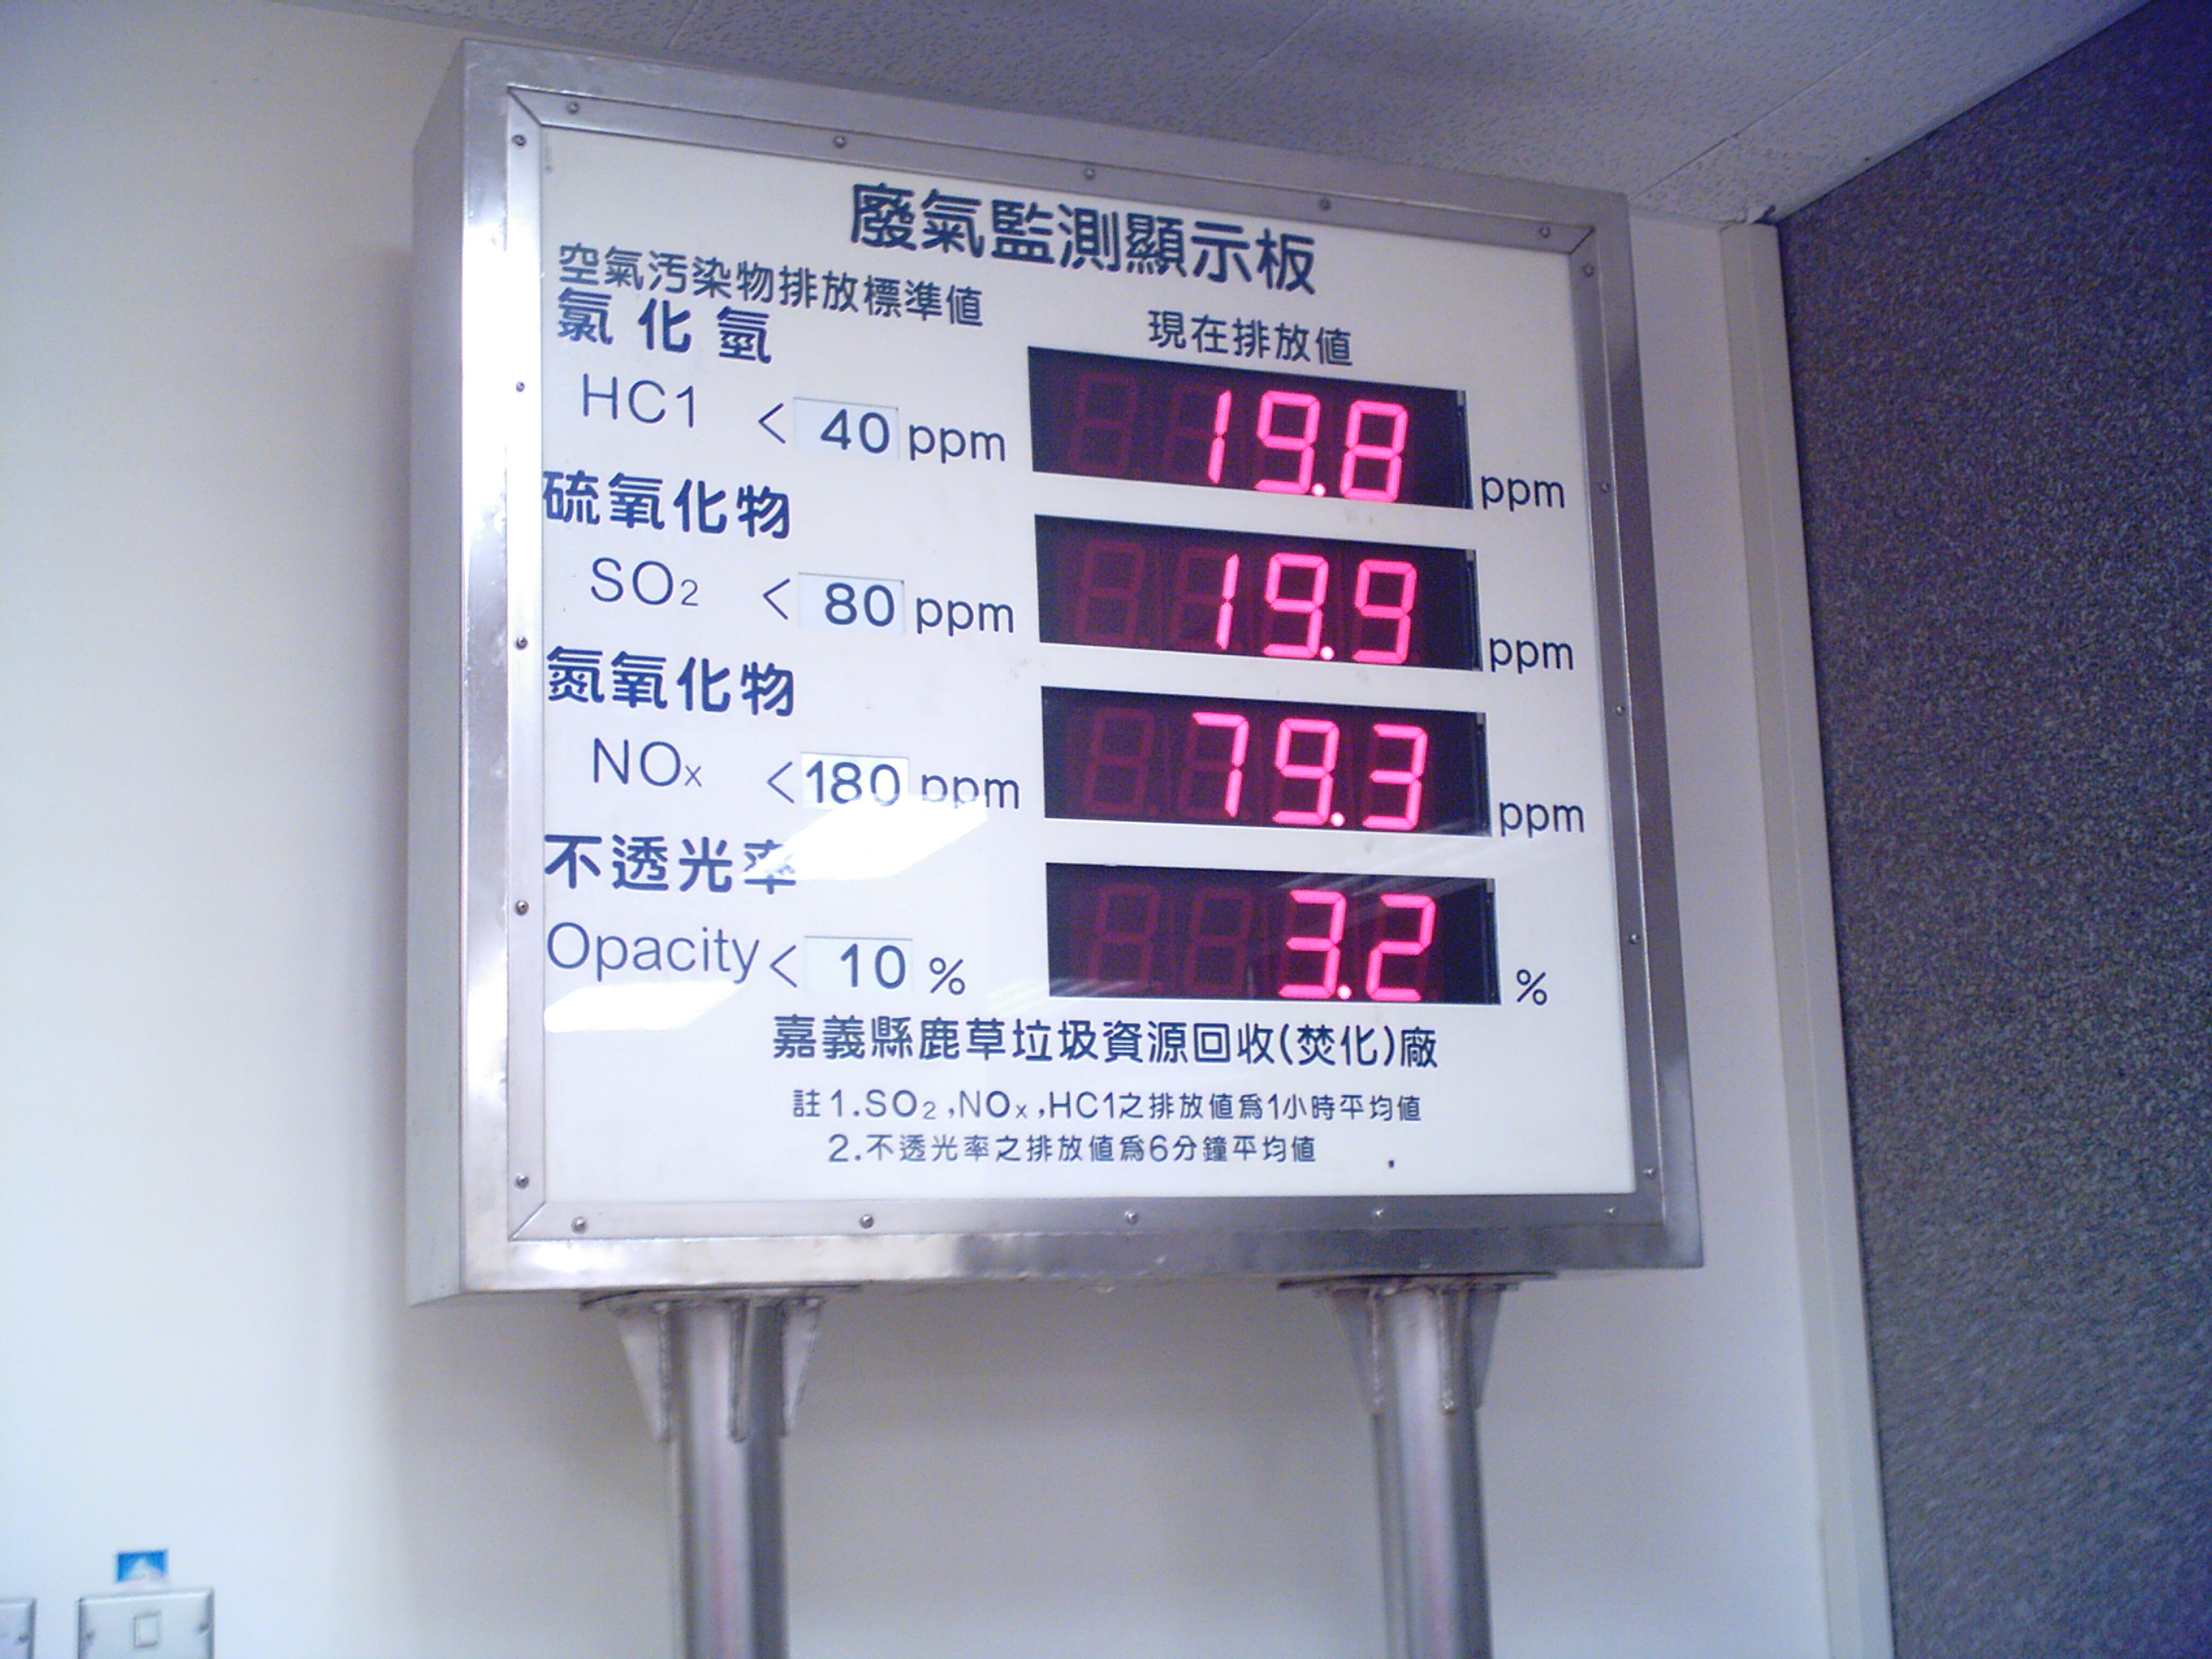 廢氣監測顯示板
空氣污染物排放標準值
現在排放值
氯化氫
HC1 < 40 ppm 19.8 ppm
硫氧化物
SO₂ < 80 ppm 19.9 ppm
氮氧化物
NOx <180 ppm 79.3 ppm
不透光率
Opacity < 10 % 3.2 %
嘉義縣鹿草垃圾資源回收(焚化)廠
註1.SO₂,NOx,HC1之排放值為1小時平均值
2.不透光率之排放值為6分鐘平均值